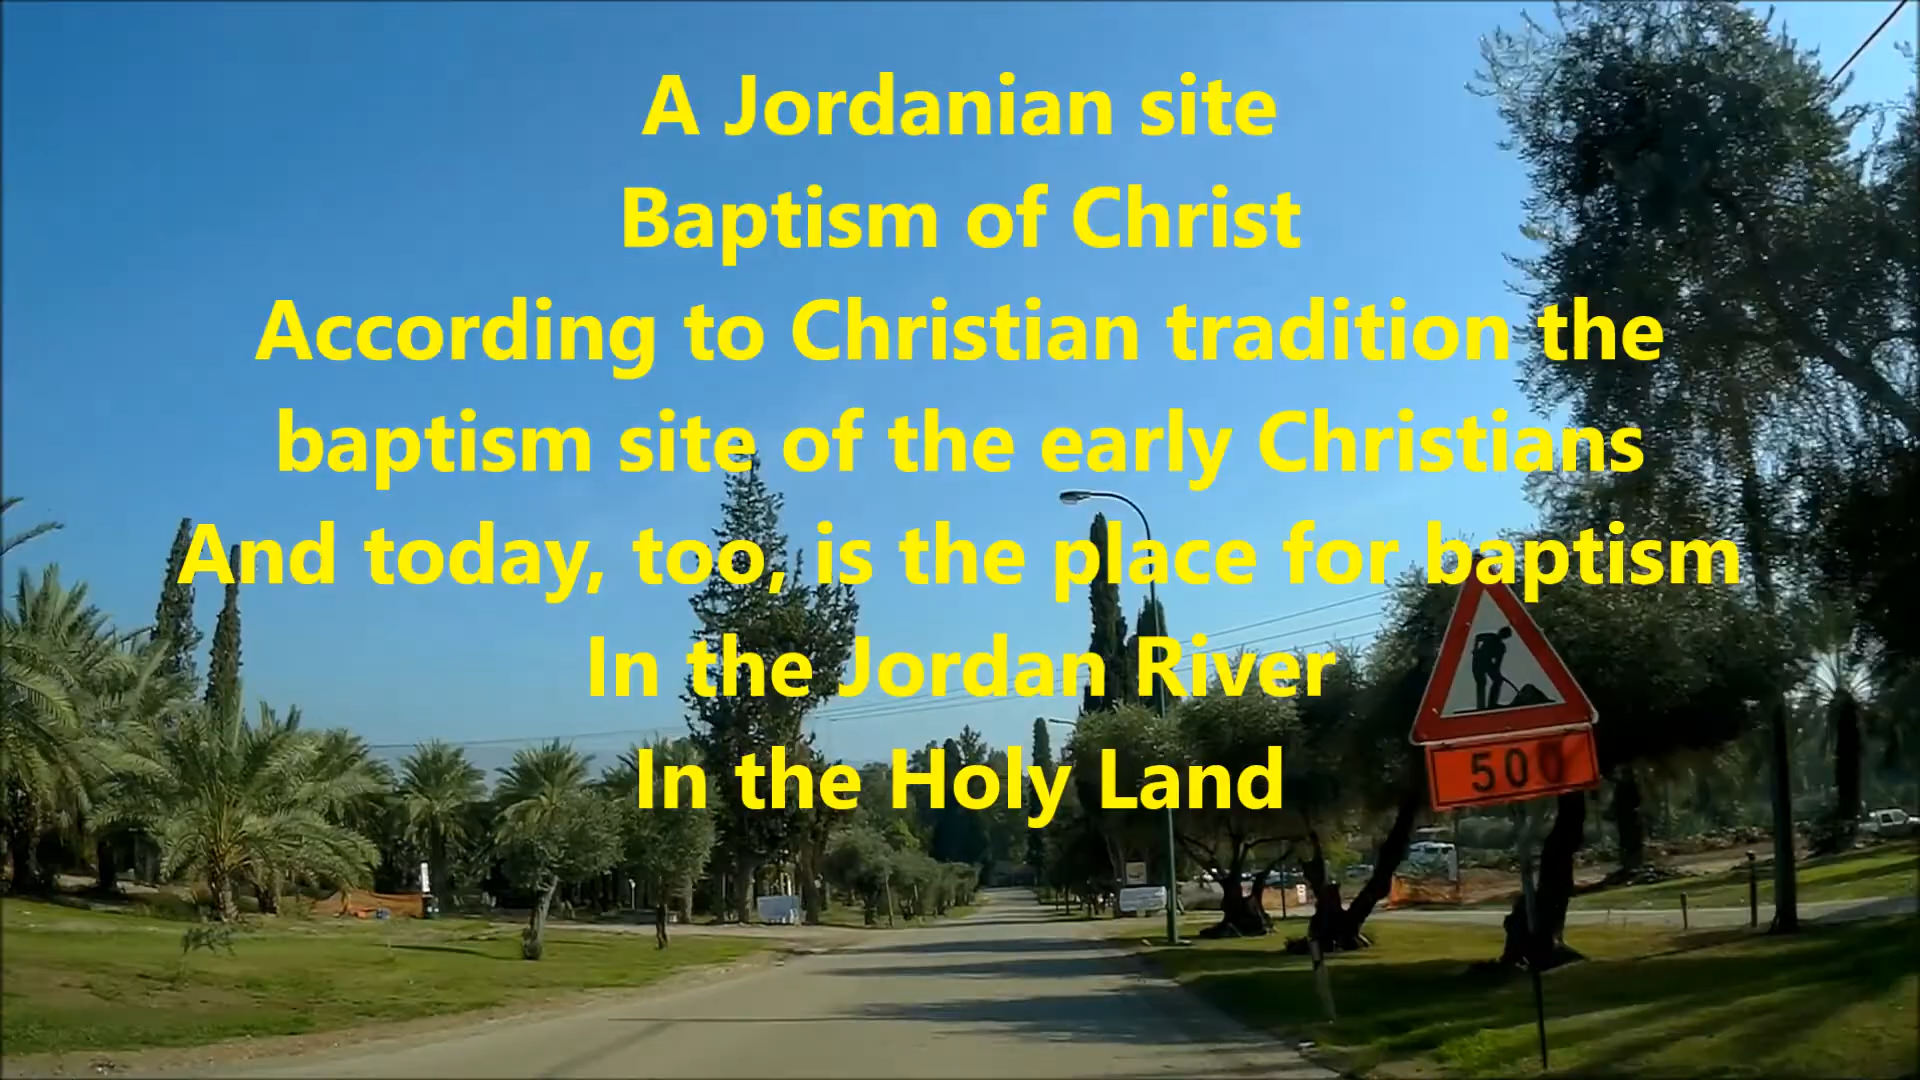 A Jordanian site
Baptism of Christ
According to Christian tradition the
baptism site of the early Christians
And today, too, is the place for baptism
In the Jordan River
In the Holy Land
500